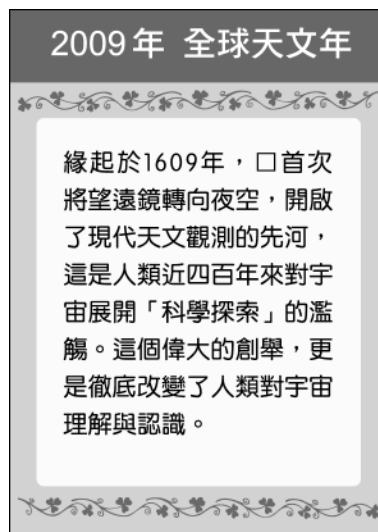 2009年 全球天文年
緣起於1609年，□首次
將望遠鏡轉向夜空，開啟
了現代天文觀測的先河，
這是人類近四百年來對宇
宙展開「科學探索」的濫
觴。這個偉大的創舉，更
是徹底改變了人類對宇宙
理解與認識。